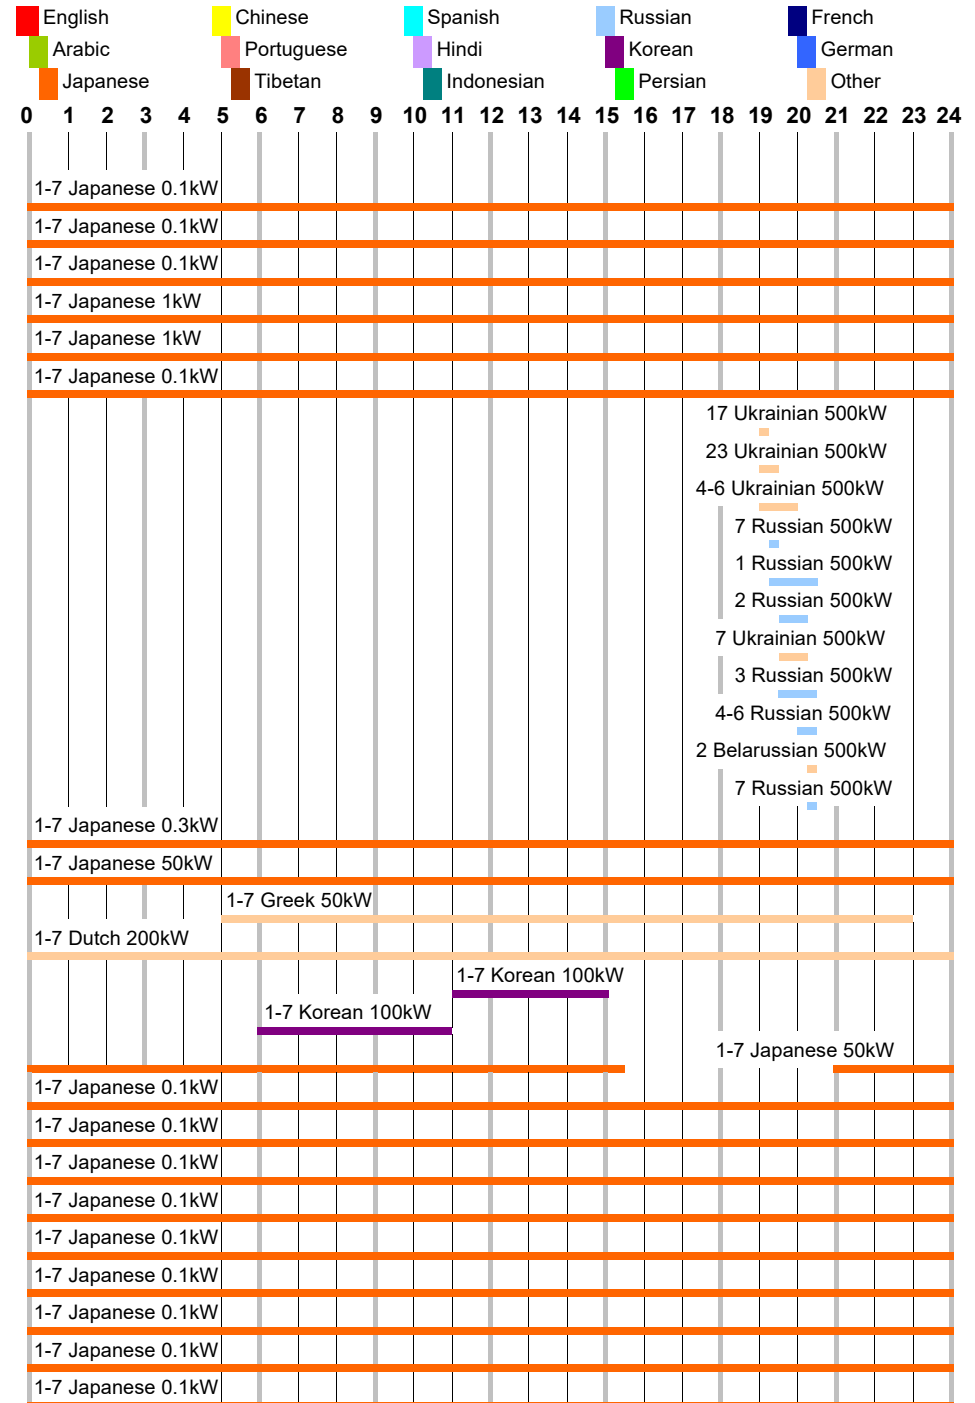 English Chinese Spanish Russian French
Arabic Portuguese Hindi Korean German
Japanese Tibetan Indonesian Persian Other
0 1 2 3 4 5 6 7 8 9 10 11 12 13 14 15 16 17 18 19 20 21 22 23 24
1-7 Japanese 0.1kW
1-7 Japanese 0.1kW
1-7 Japanese 0.1kW
1-7 Japanese 1kW
1-7 Japanese 1kW
1-7 Japanese 0.1kW
17 Ukrainian 500kW
23 Ukrainian 500kW
4-6 Ukrainian 500kW
7 Russian 500kW
1 Russian 500kW
2 Russian 500kW
7 Ukrainian 500kW
3 Russian 500kW
4-6 Russian 500kW
2 Belarussian 500kW
7 Russian 500kW
1-7 Japanese 0.3kW
1-7 Japanese 50kW
1-7 Greek 50kW
1-7 Dutch 200kW
1-7 Korean 100kW
1-7 Korean 100kW
1-7 Japanese 50kW
1-7 Japanese 0.1kW
1-7 Japanese 0.1kW
1-7 Japanese 0.1kW
1-7 Japanese 0.1kW
1-7 Japanese 0.1kW
1-7 Japanese 0.1kW
1-7 Japanese 0.1kW
1-7 Japanese 0.1kW
1-7 Japanese 0.1kW